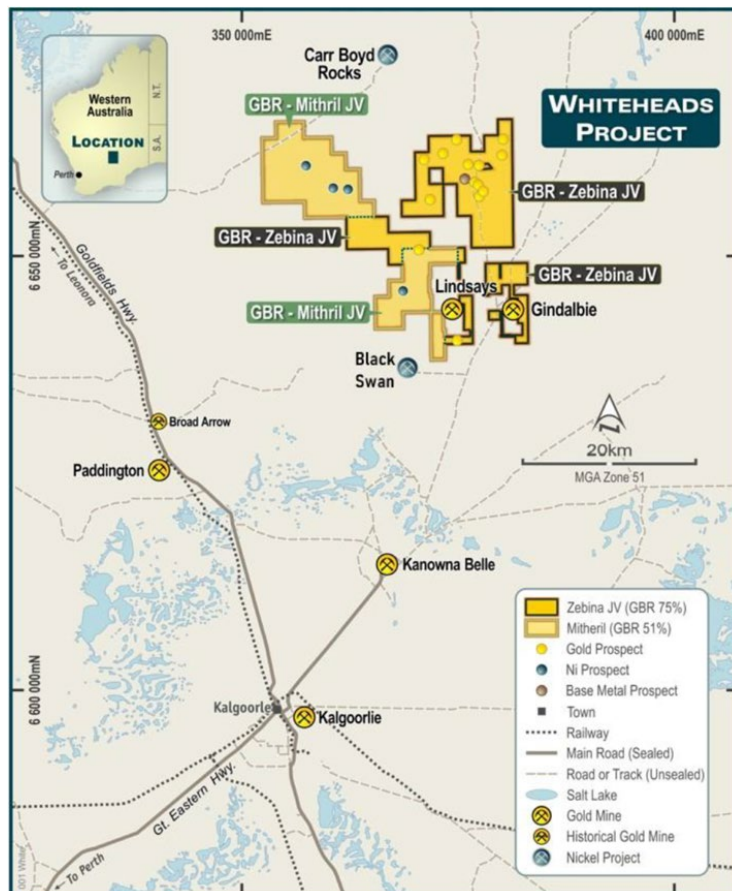 350 000mE
400 000mE
Carr Boyd
Rocks
WHITEHEADS
PROJECT
Western
Australia
N.T.
S.A.
LOCATION
Perth
GBR - Mithril JV
GBR - Zebina JV
GBR - Zebina JV
6 650 000mN
To Leonora
Goldfields Hwy.
GBR - Zebina JV
Lindsays
GBR - Mithril JV
Gindalbie
Black
Swan
Broad Arrow
20km
MGA Zone 51
Paddington
Kanowna Belle
Zebina JV (GBR 75%)
Mitheril (GBR 51%)
Gold Prospect
Ni Prospect
Base Metal Prospect
Town
Railway
Main Road (Sealed)
Road or Track (Unsealed)
Salt Lake
Gold Mine
Historical Gold Mine
Nickel Project
6 600 000mN
Kalgoorlie
Kalgoorlie
Gt. Eastern Hwy.
To Perth
001 White